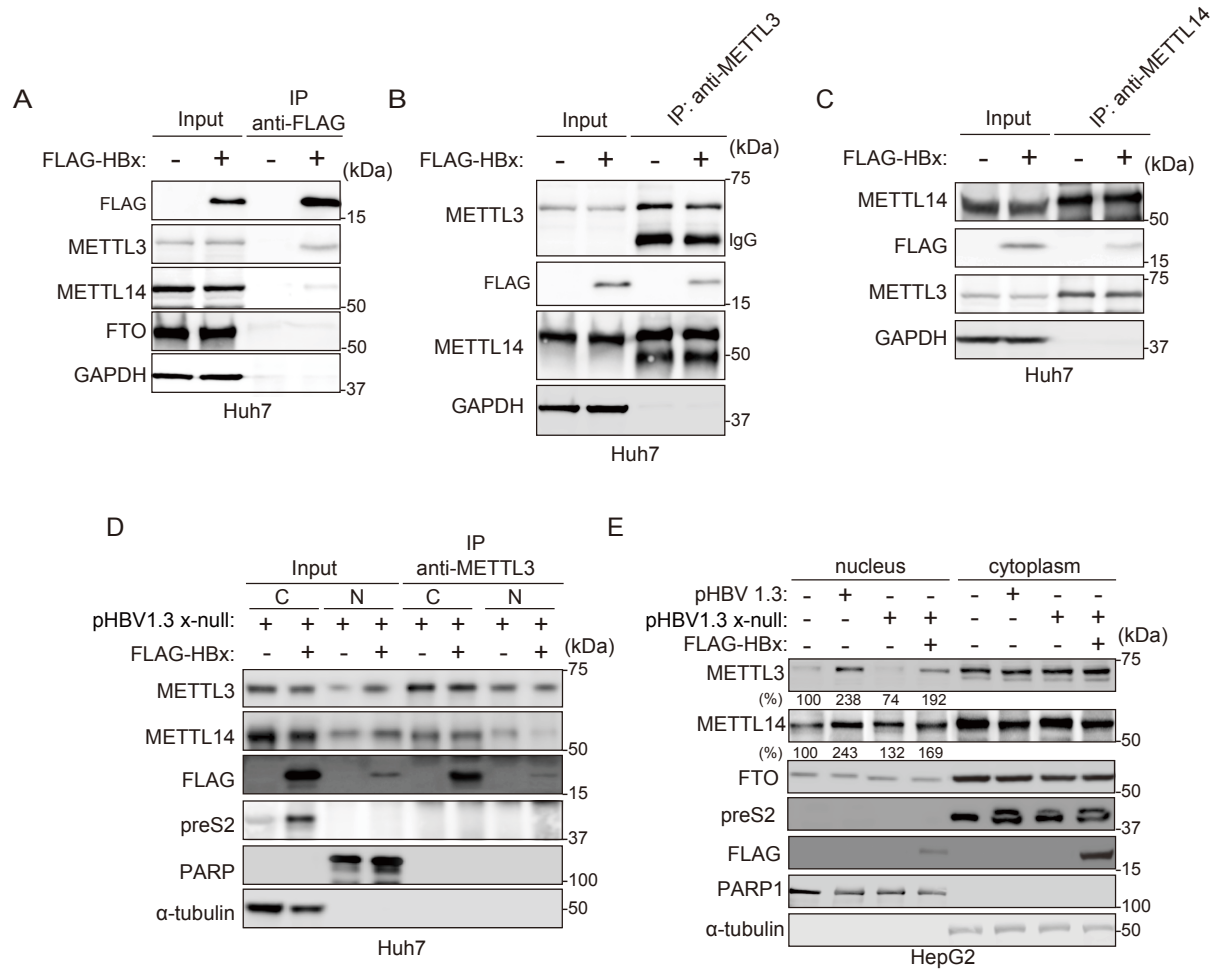 A
Input
IP
anti-FLAG
FLAG-HBx: - + - + (kDa)
FLAG
-15
METTL3
METTL14
-50
FTO
GAPDH
-37
Huh7
B
Input
IP: anti-METTL3
FLAG-HBx: - + - + (kDa)
-75
METTL3
IgG
FLAG
-15
METTL14
-50
GAPDH
-37
Huh7
C
Input
IP: anti-METTL14
FLAG-HBx: - + - + (kDa)
METTL14
-50
FLAG
-15
-75
METTL3
GAPDH
-37
Huh7
D
Input
IP
anti-METTL3
C N C N
pHBV1.3 x-null: + + + + + + + +
FLAG-HBx: - + - + - + - + (kDa)
-75
METTL3
METTL14
-50
FLAG
-15
preS2
-37
PARP
-100
α-tubulin
-50
Huh7
E
nucleus cytoplasm
pHBV 1.3: - + - - - + - -
pHBV1.3 x-null: - - + + - - + +
FLAG-HBx: - - - + - - - + (kDa)
METTL3
-75
(%) 100 238 74 192
METTL14
-50
(%) 100 243 132 169
FTO
-50
preS2
-37
FLAG
-15
PARP1
-100
α-tubulin
-50
HepG2